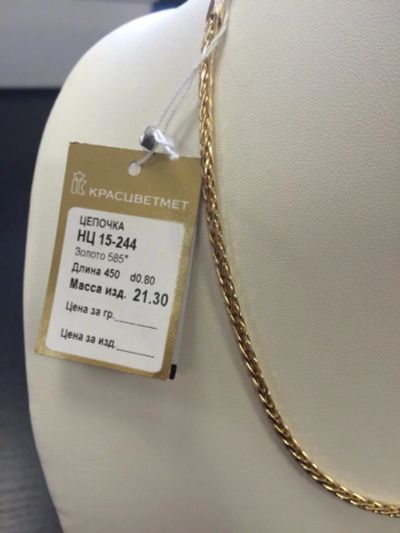 КРАСЦВЕТМЕТ
ЦЕПОЧКА
НЦ 15-244
Золото 585*
Длина 450 d0.80
Масса изд. 21.30
Цена за гр.
Цена за изд.